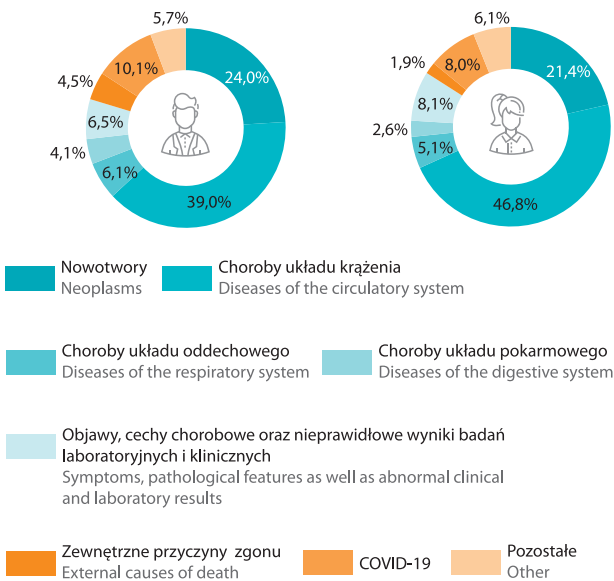 5,7%
24,0%
39,0%
6,1%
4,1%
6,5%
4,5%
10,1%
6,1%
21,4%
46,8%
5,1%
2,6%
8,1%
1,9%
8,0%
Nowotwory
Neoplasms
Choroby układu krążenia
Diseases of the circulatory system
Choroby układu oddechowego
Diseases of the respiratory system
Choroby układu pokarmowego
Diseases of the digestive system
Objawy, cechy chorobowe oraz nieprawidłowe wyniki badań
laboratoryjnych i klinicznych
Symptoms, pathological features as well as abnormal clinical
and laboratory results
Zewnętrzne przyczyny zgonu
External causes of death
COVID-19
Pozostałe
Other